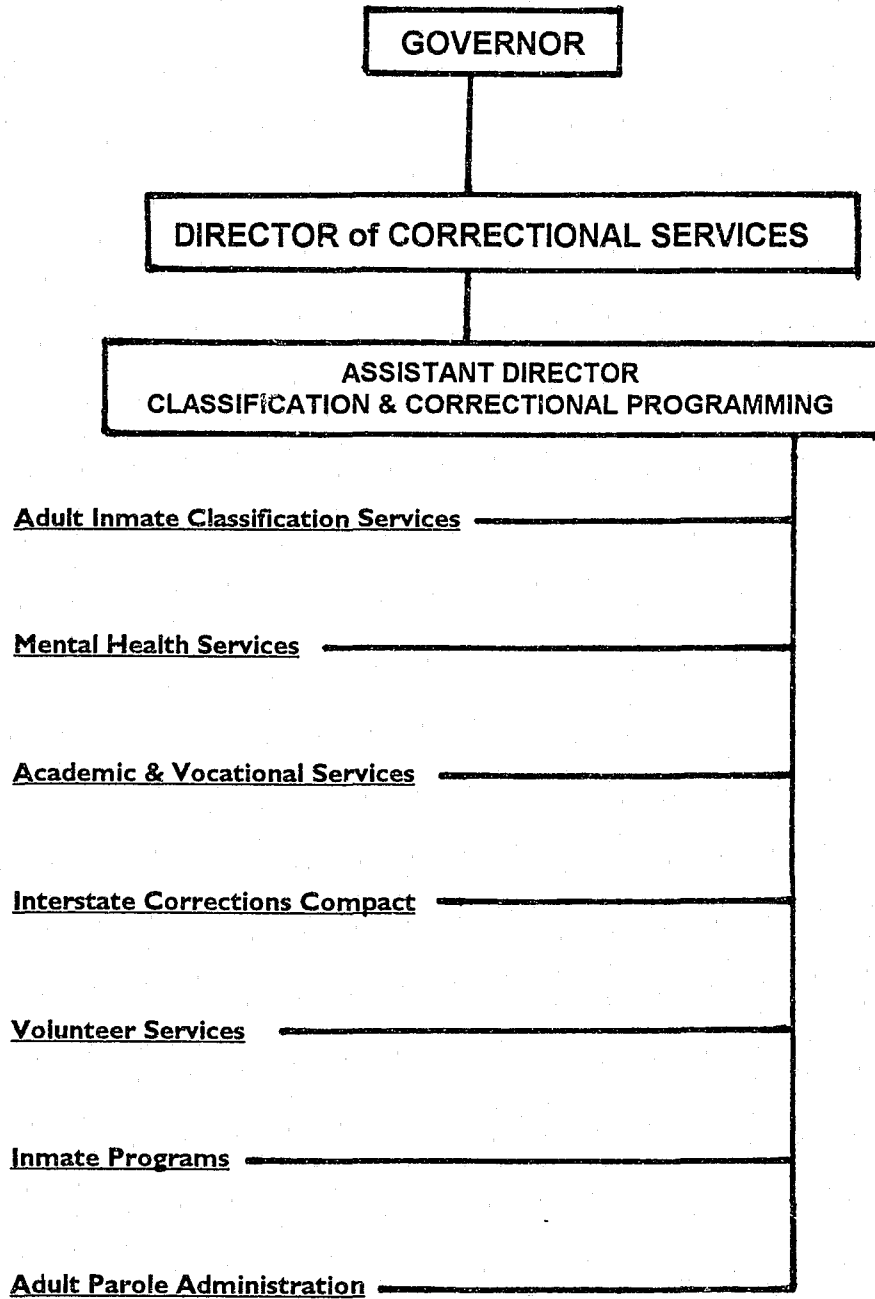 GOVERNOR
DIRECTOR of CORRECTIONAL SERVICES
ASSISTANT DIRECTOR
CLASSIFICATION & CORRECTIONAL PROGRAMMING
Adult Inmate Classification Services
Mental Health Services
Academic & Vocational Services
Interstate Corrections Compact
Volunteer Services
Inmate Programs
Adult Parole Administration